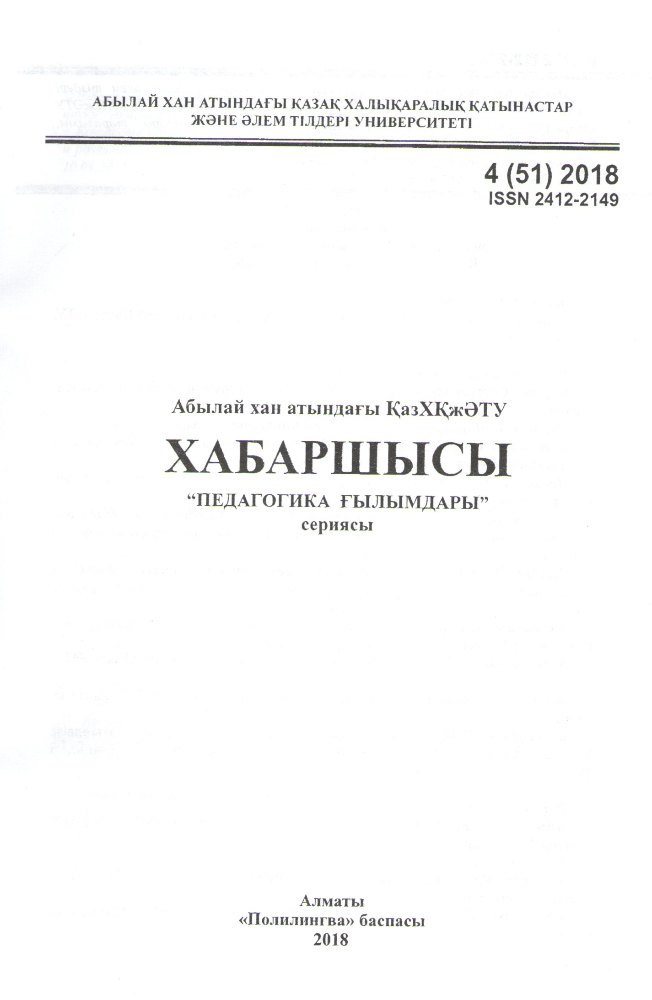 АБЫЛАЙ ХАН АТЫНДАҒЫ ҚАЗАҚ ХАЛЫҚАРАЛЫҚ ҚАТЫНАСТАР
ЖӘНЕ ӘЛЕМ ТІЛДЕРІ УНИВЕРСИТЕТІ
4 (51) 2018
ISSN 2412-2149
Абылай хан атындағы ҚазХҚжӘТУ
ХАБАРШЫСЫ
“ПЕДАГОГИКА ҒЫЛЫМДАРЫ”
сериясы
Алматы
«Полилингва» баспасы
2018